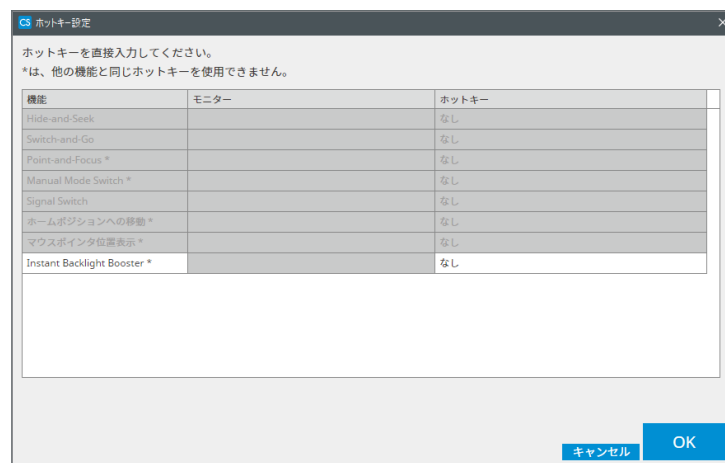 CS ホットキー設定 ×
ホットキーを直接入力してください。
*は、他の機能と同じホットキーを使用できません。
機能 モニター ホットキー
Hide-and-Seek なし
Switch-and-Go なし
Point-and-Focus * なし
Manual Mode Switch * なし
Signal Switch なし
ホームポジションへの移動 * なし
マウスポインタ位置表示 * なし
Instant Backlight Booster * なし
キャンセル OK